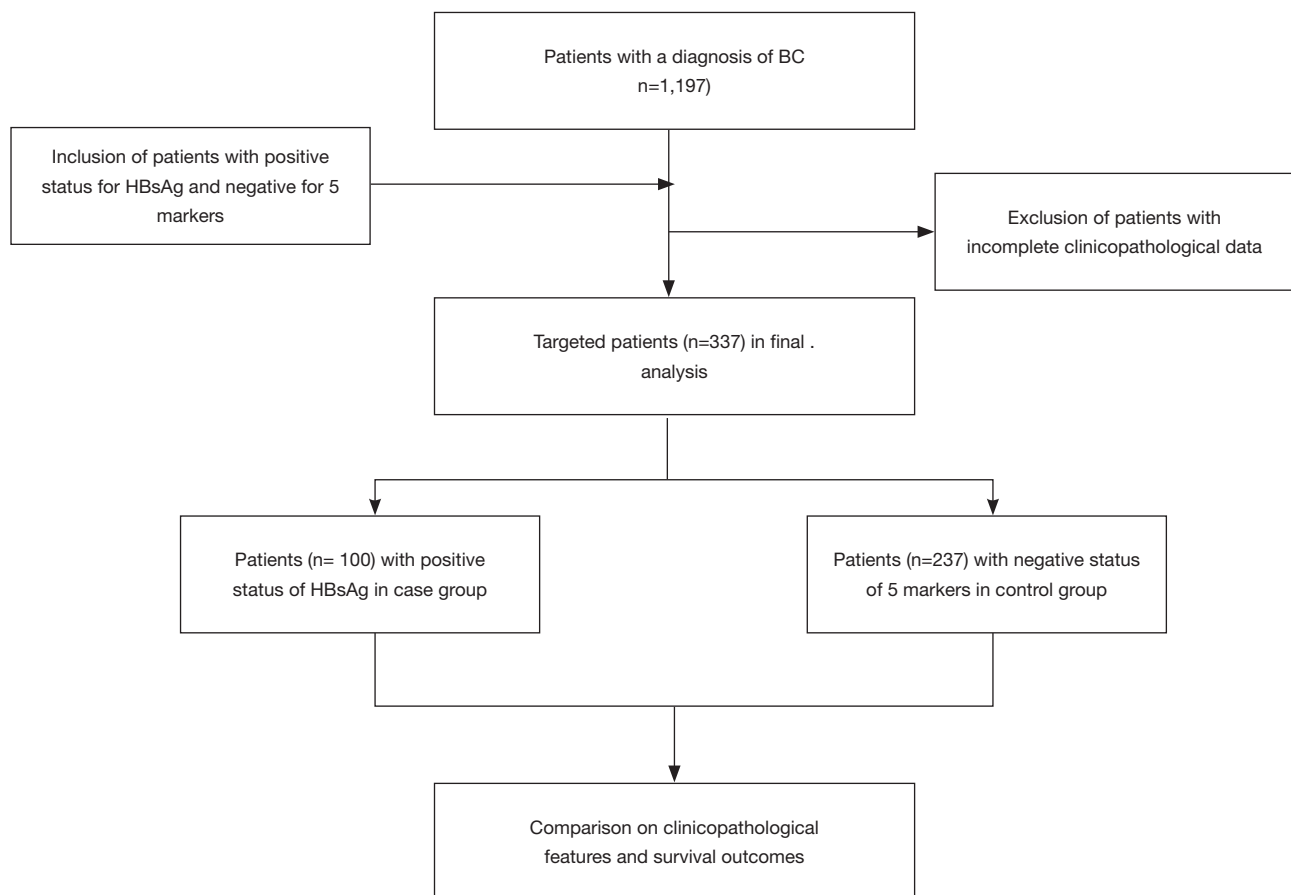 Patients with a diagnosis of BC
n=1,197)
Inclusion of patients with positive
status for HBsAg and negative for 5
markers
Exclusion of patients with
incomplete clinicopathological data
Targeted patients (n=337) in final .
analysis
Patients (n= 100) with positive
status of HBsAg in case group
Patients (n=237) with negative status
of 5 markers in control group
Comparison on clinicopathological
features and survival outcomes